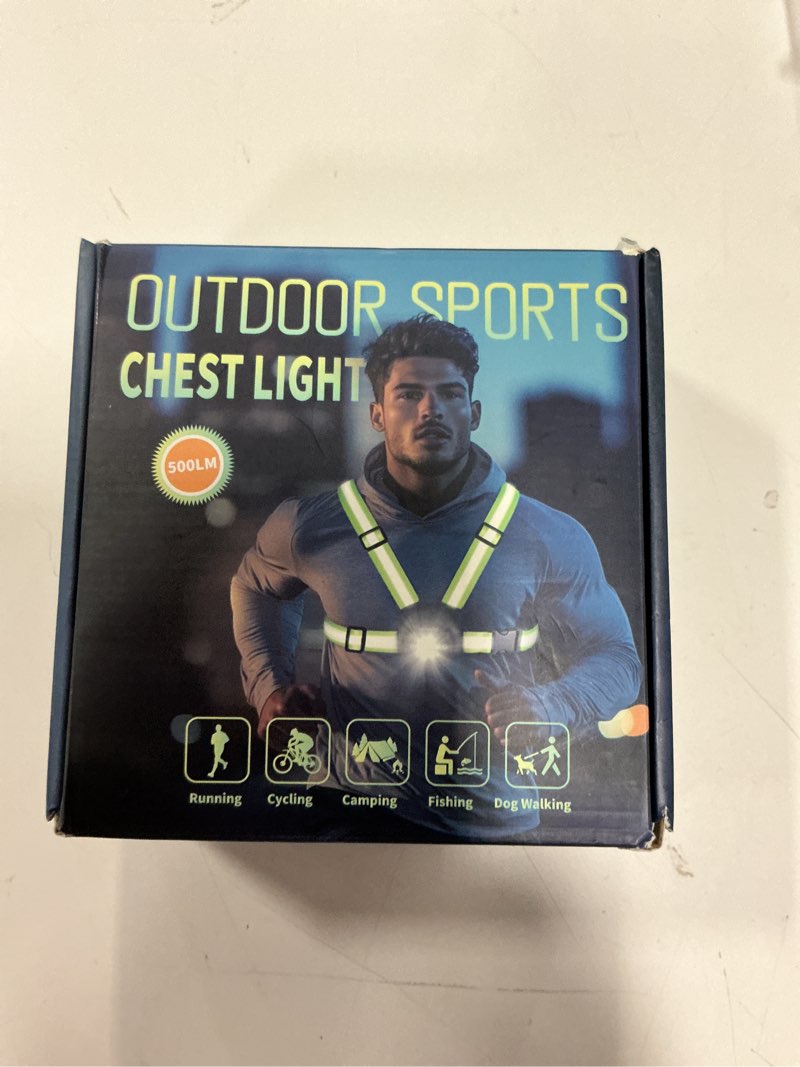 OUTDOOR SPORTS
CHEST LIGHT
500LM
Running Cycling Camping Fishing Dog Walking